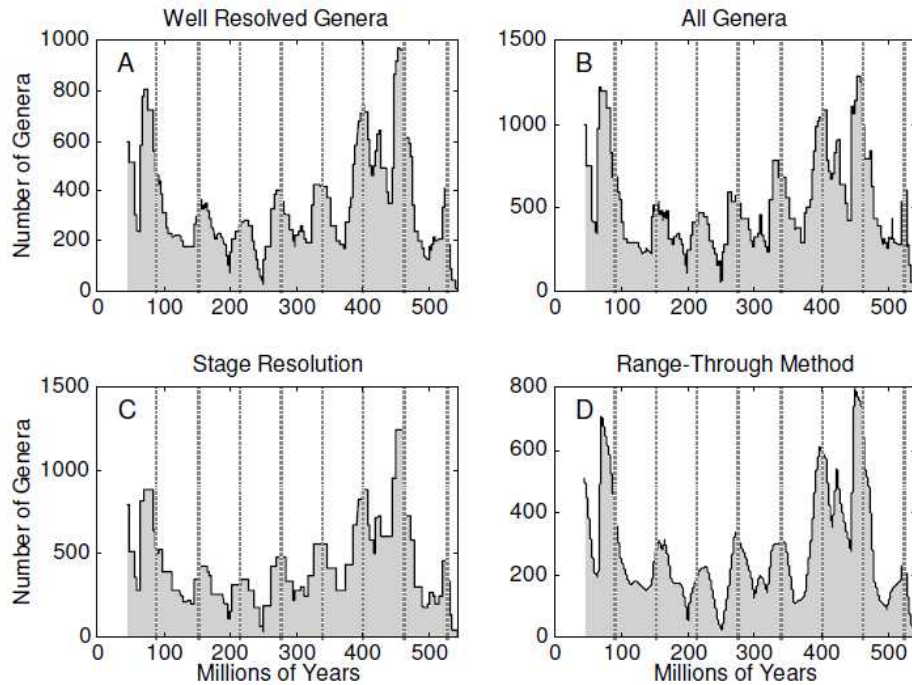 Well Resolved Genera
All Genera
A
B
Number of Genera
1000
800
600
400
200
0
0 100 200 300 400 500
1500
1000
500
0
0 100 200 300 400 500
Stage Resolution
Range-Through Method
C
D
Number of Genera
1500
1000
500
0
0 100 200 300 400 500
Millions of Years
800
600
400
200
0
0 100 200 300 400 500
Millions of Years